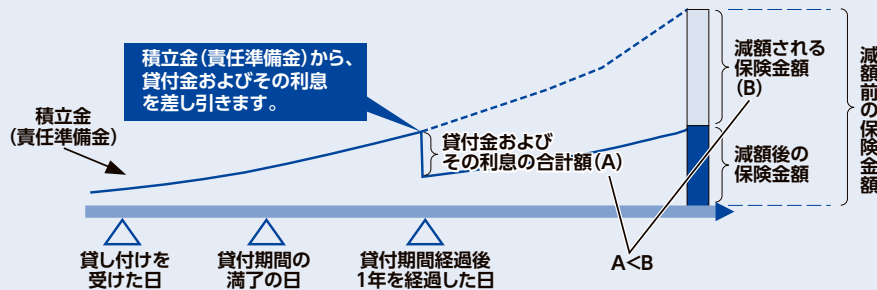 積立金(責任準備金)から、
貸付金およびその利息
を差し引きます。
積立金
(責任準備金)
貸付金および
その利息の合計額(A)
減額される
保険金額
(B)
減額後の
保険金額
減額前の保険金額
貸し付けを
受けた日
貸付期間の
満了の日
貸付期間経過後
1年を経過した日
A<B